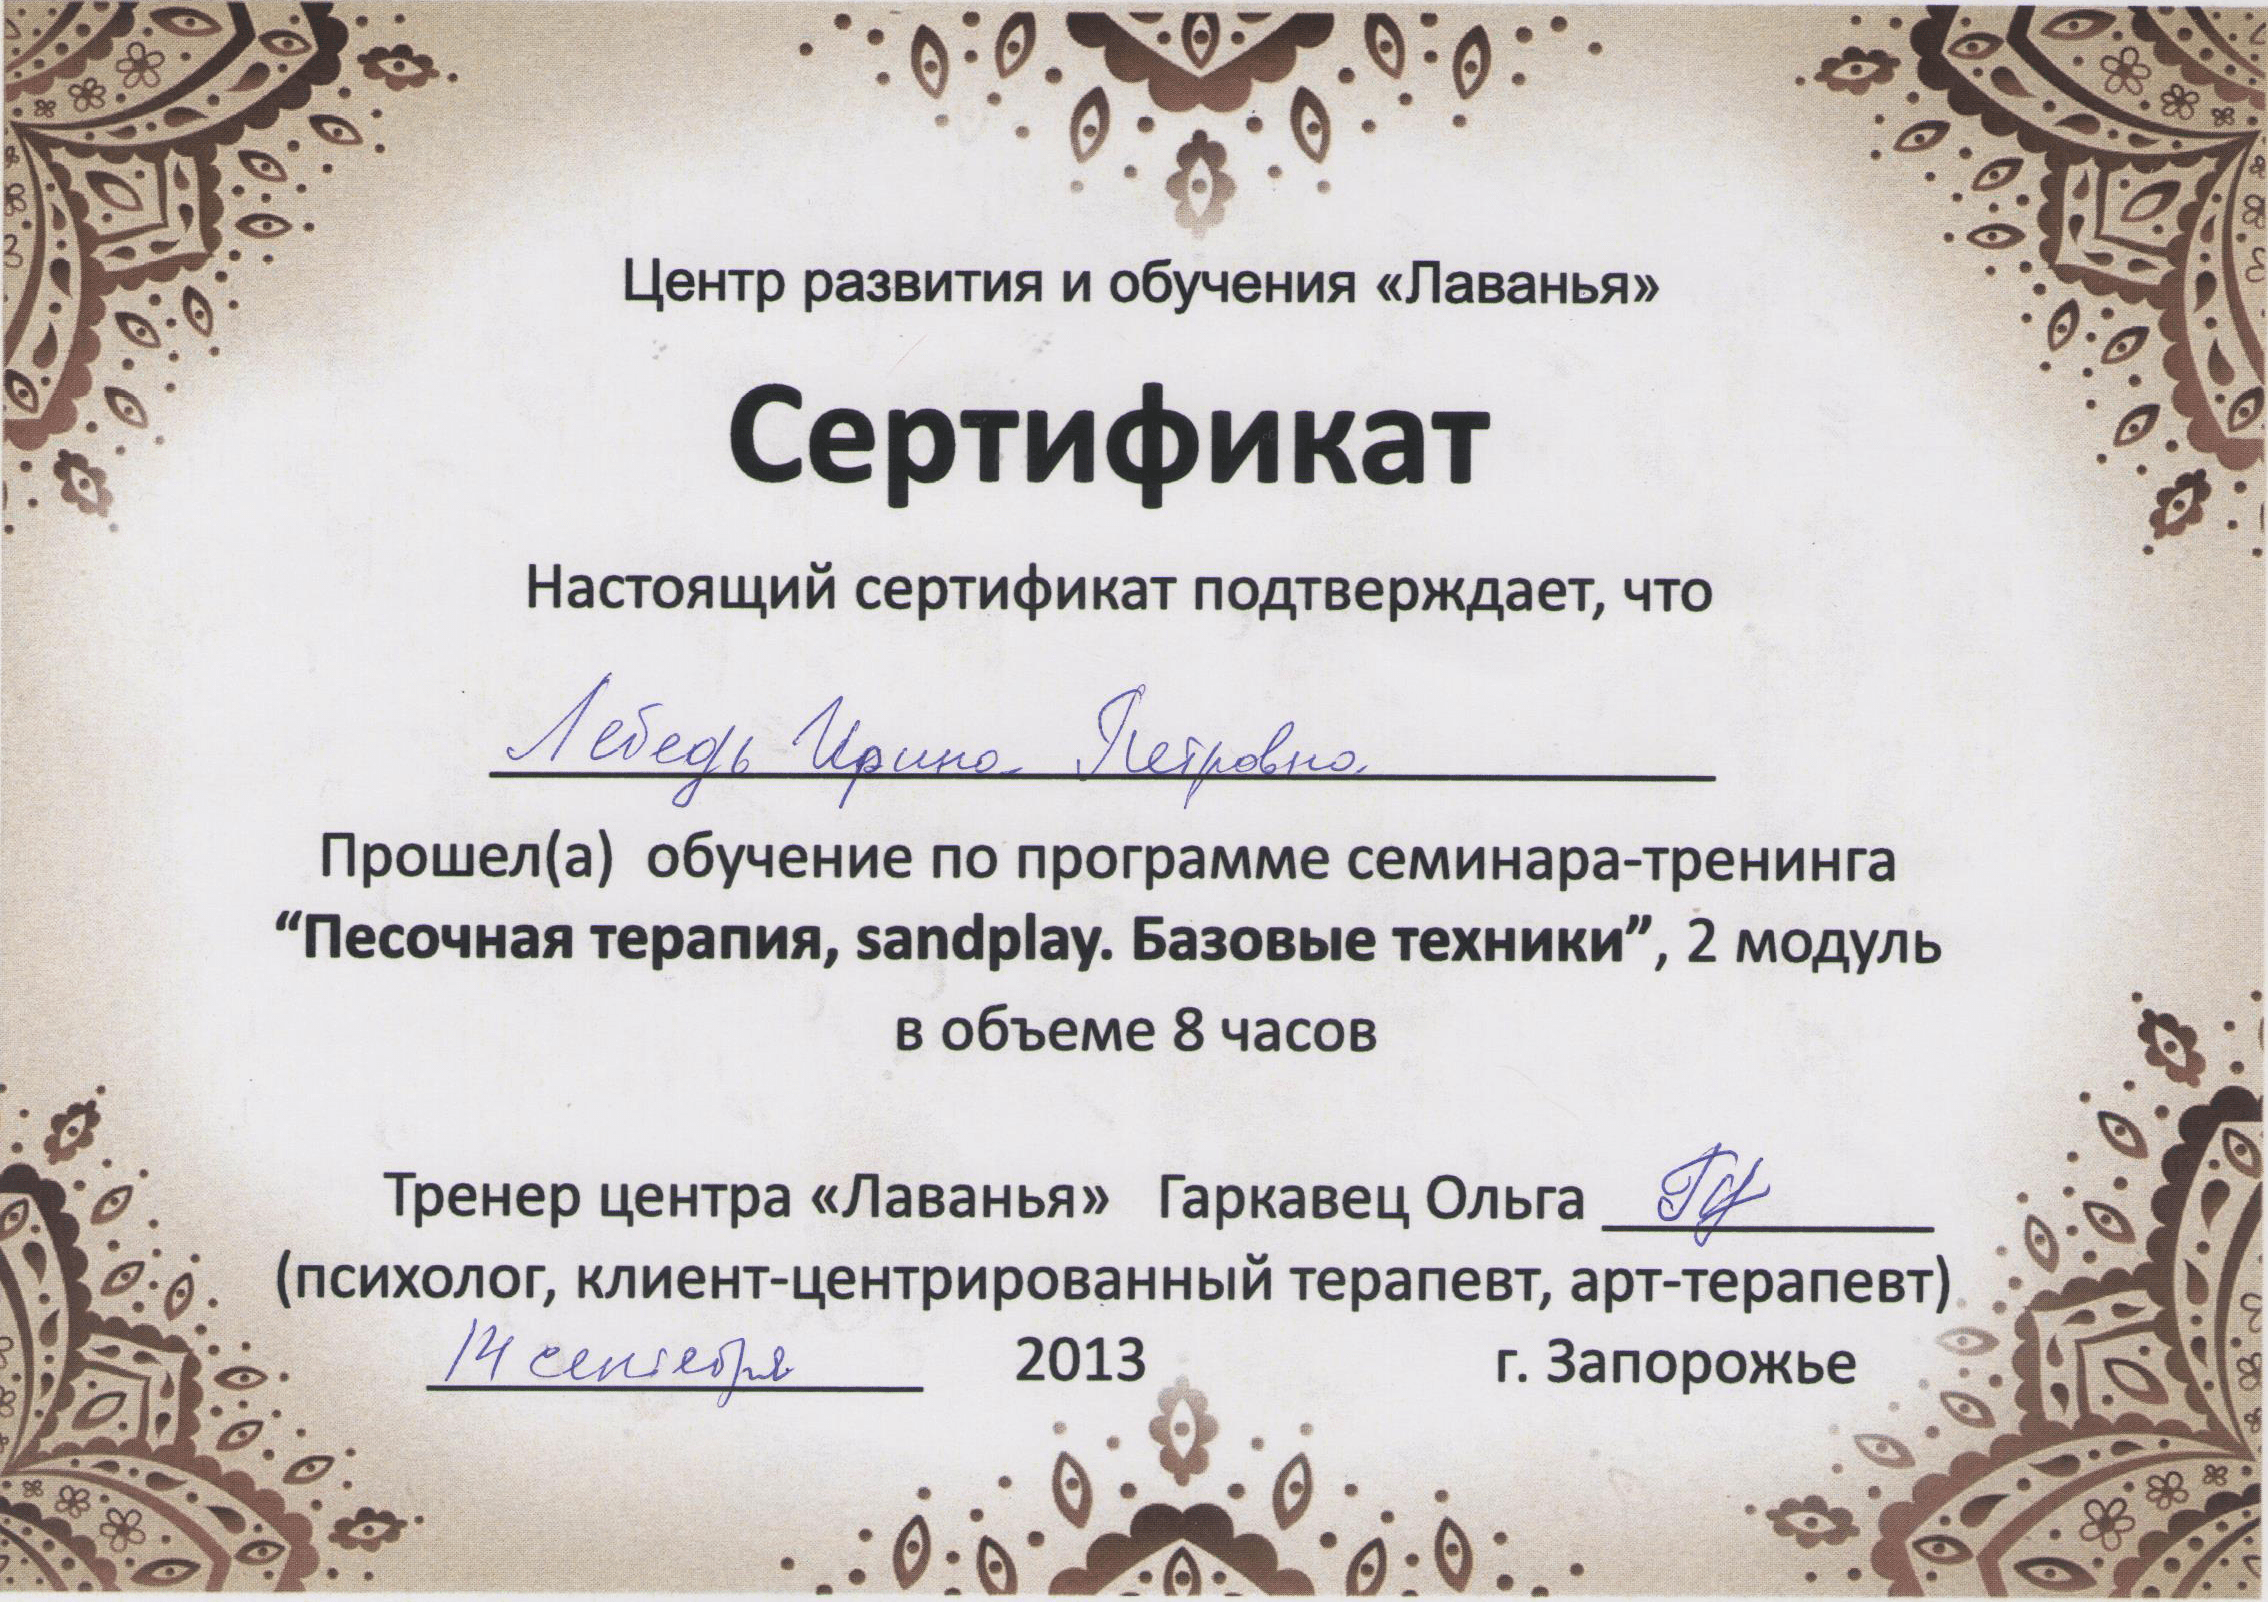 Центр развития и обучения «Лаванья»
Сертификат
Настоящий сертификат подтверждает, что
Лебедь Ирина Петровна
Прошел(а) обучение по программе семинара-тренинга
“Песочная терапия, sandplay. Базовые техники”, 2 модуль
в объеме 8 часов
Тренер центра «Лаванья» Гаркавец Ольга
(психолог, клиент-центрированный терапевт, арт-терапевт)
14 сентября 2013 г. Запорожье